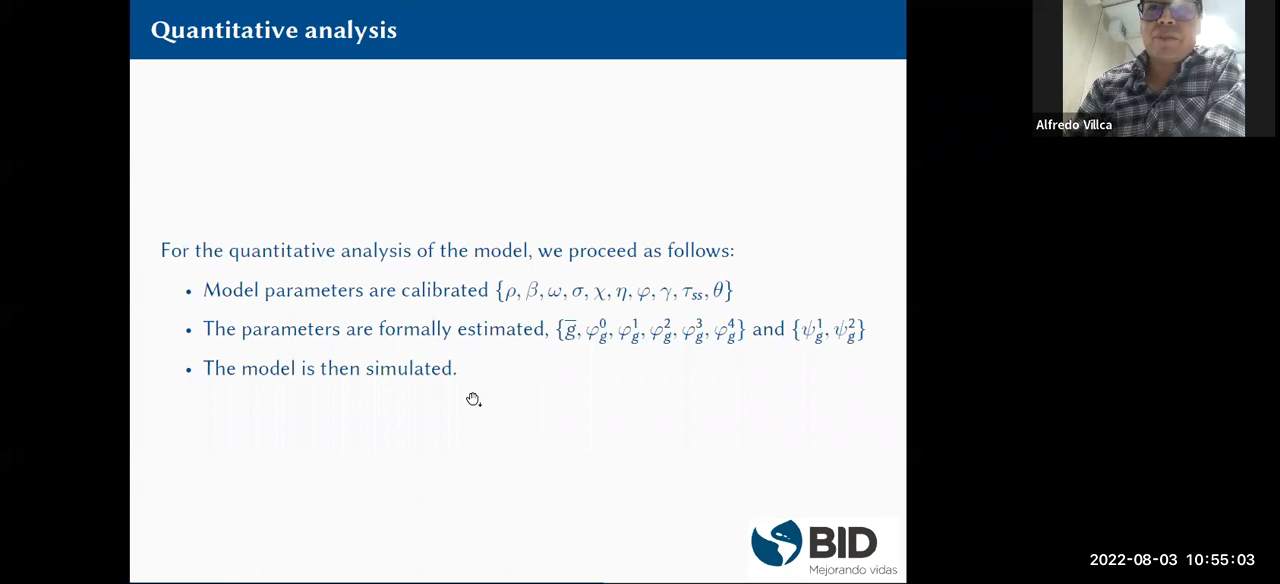 Quantitative analysis
Alfredo Villca
For the quantitative analysis of the model, we proceed as follows:
• Model parameters are calibrated {ρ, β, ω, σ, χ, η, φ, γ, τ_ss, θ}
• The parameters are formally estimated, {g̅, φ_g^0, φ_g^1, φ_g^2, φ_g^3, φ_g^4} and {ψ_g^1, ψ_g^2}
• The model is then simulated.
BID
Mejorando vidas
2022-08-03 10:55:03